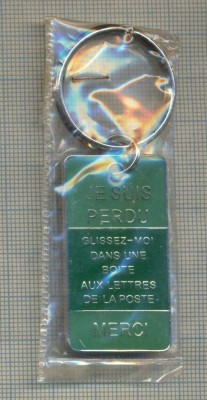 JE SUIS
PERDU
GLISSEZ-MOI
DANS UNE
BOITE
AUX LETTRES
DE LA POSTE
MERCI